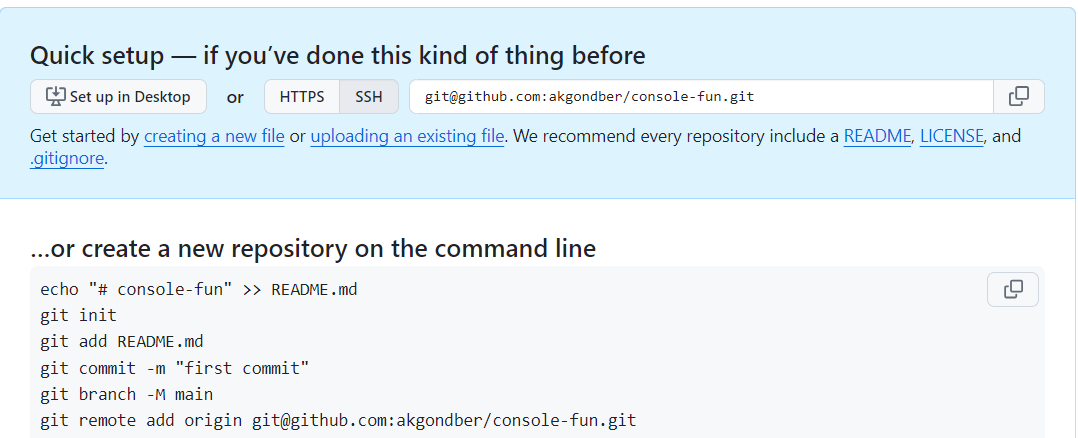 Quick setup — if you’ve done this kind of thing before
Set up in Desktop or HTTPS SSH git@github.com:akgondber/console-fun.git
Get started by creating a new file or uploading an existing file. We recommend every repository include a README, LICENSE, and
.gitignore.
…or create a new repository on the command line
echo "# console-fun" >> README.md
git init
git add README.md
git commit -m "first commit"
git branch -M main
git remote add origin git@github.com:akgondber/console-fun.git